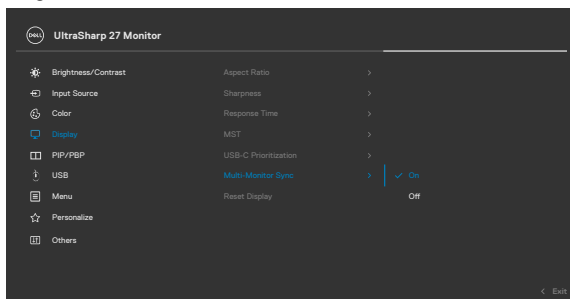 DELL UltraSharp 27 Monitor
Brightness/Contrast Aspect Ratio >
Input Source Sharpness >
Color Response Time >
Display MST >
PIP/PBP USB-C Prioritization >
USB Multi-Monitor Sync > ✓ On
Menu Reset Display Off
Personalize
Others
< Exit